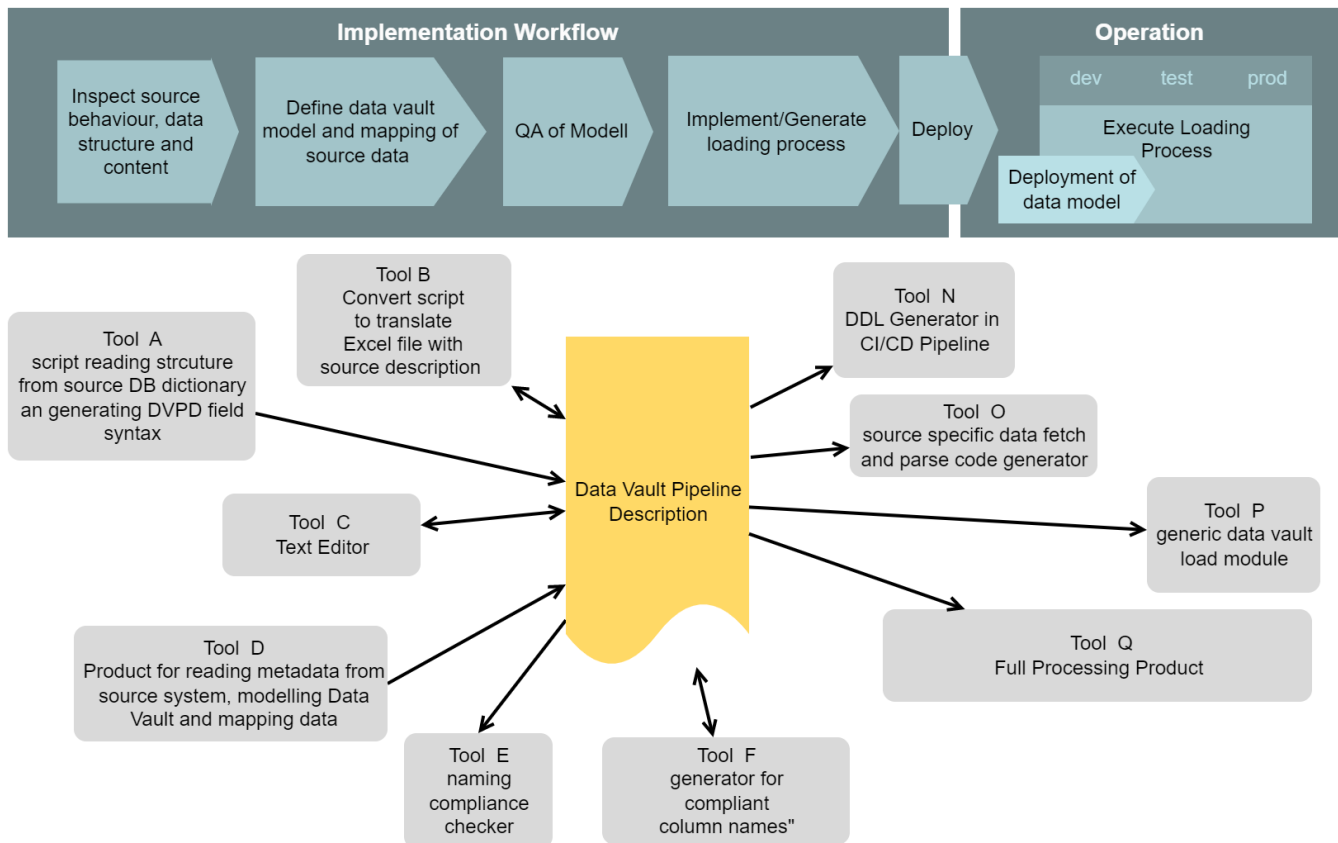 Implementation Workflow
Operation
Inspect source
behaviour, data
structure and
content
Define data vault
model and mapping of
source data
QA of Modell
Implement/Generate
loading process
Deploy
dev test prod
Execute Loading
Process
Deployment of
data model
Tool A
script reading strcuture
from source DB dictionary
an generating DVPD field
syntax
Tool B
Convert script
to translate
Excel file with
source description
Tool C
Text Editor
Tool D
Product for reading metadata from
source system, modelling Data
Vault and mapping data
Tool E
naming
compliance
checker
Tool F
generator for
compliant
column names"
Data Vault Pipeline
Description
Tool N
DDL Generator in
CI/CD Pipeline
Tool O
source specific data fetch
and parse code generator
Tool P
generic data vault
load module
Tool Q
Full Processing Product